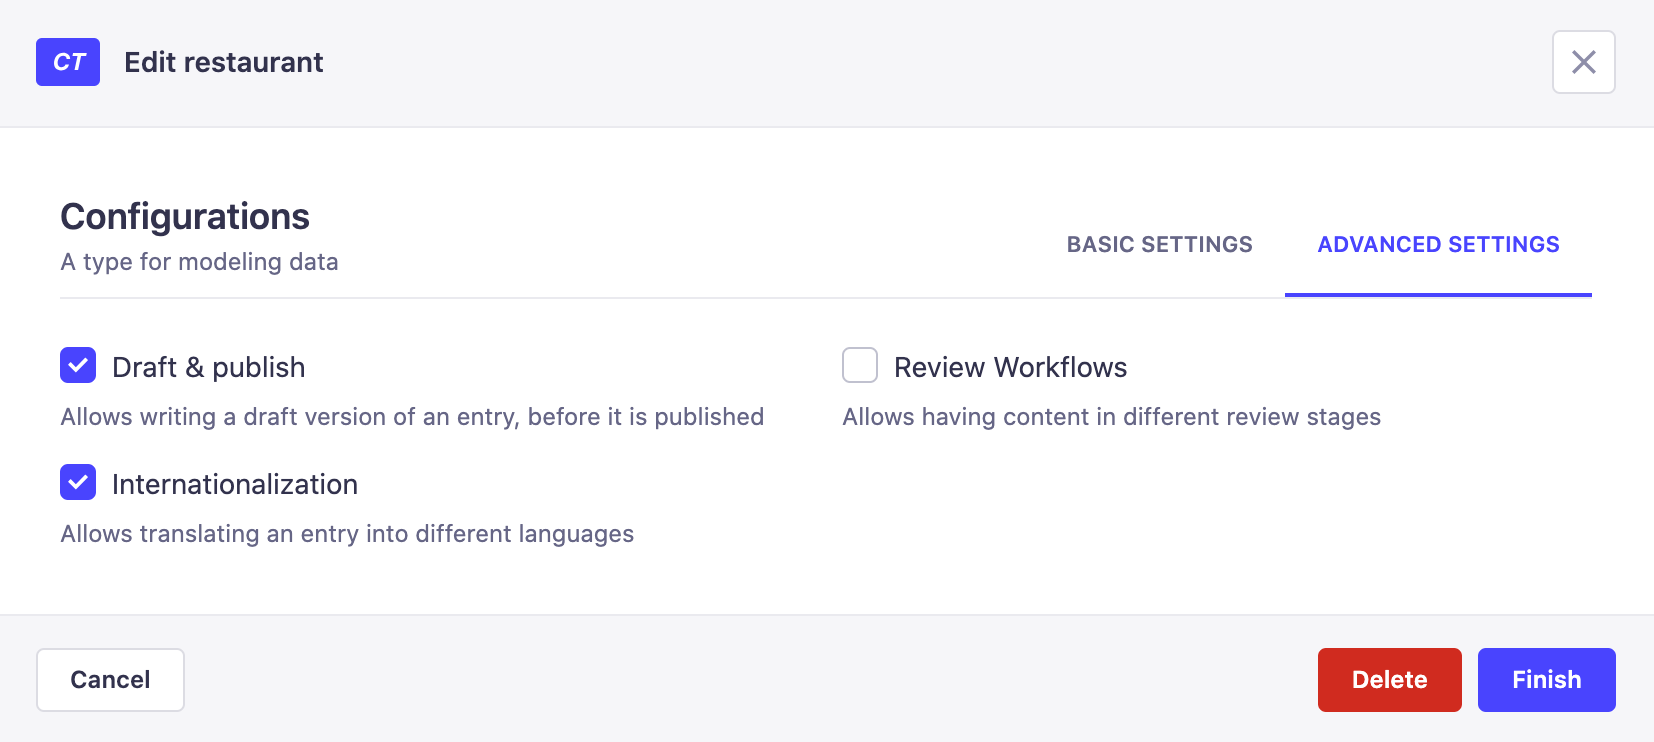 CT
Edit restaurant
Configurations
A type for modeling data
BASIC SETTINGS
ADVANCED SETTINGS
Draft & publish
Allows writing a draft version of an entry, before it is published
Review Workflows
Allows having content in different review stages
Internationalization
Allows translating an entry into different languages
Cancel
Delete
Finish